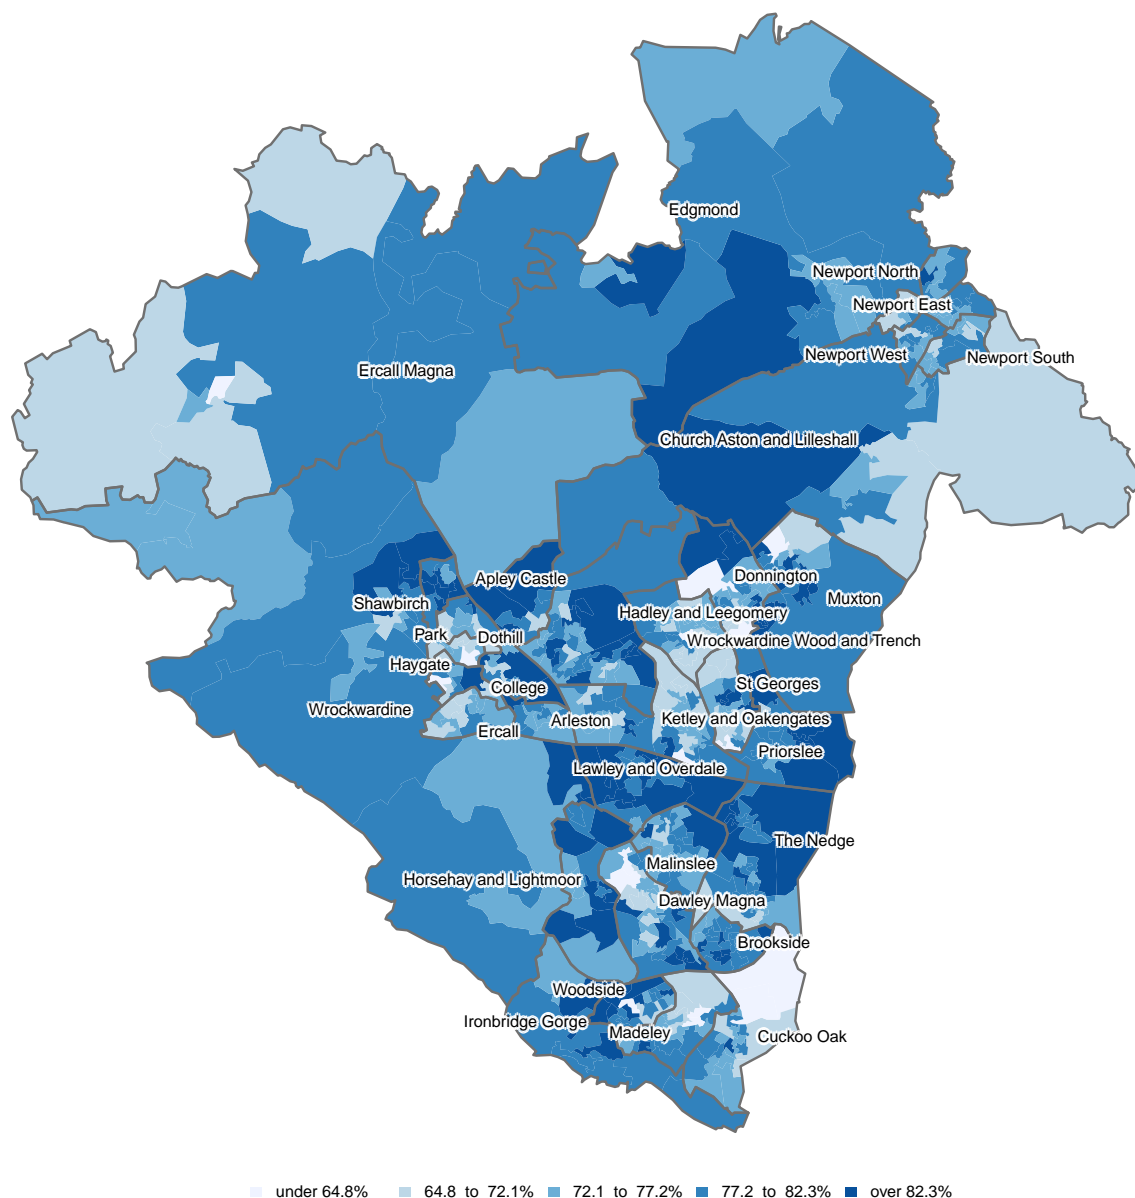 Edgmond
Newport North
Newport East
Newport West
Newport South
Ercall Magna
Church Aston and Lilleshall
Apley Castle
Donnington
Shawbirch
Muxton
Hadley and Leegomery
Park
Dothill
Wrockwardine Wood and Trench
Haygate
College
St Georges
Wrockwardine
Ercall
Arleston
Ketley and Oakengates
Priorslee
Lawley and Overdale
The Nedge
Malinslee
Horsehay and Lightmoor
Dawley Magna
Brookside
Woodside
Ironbridge Gorge
Madeley
Cuckoo Oak
under 64.8% 64.8 to 72.1% 72.1 to 77.2% 77.2 to 82.3% over 82.3%